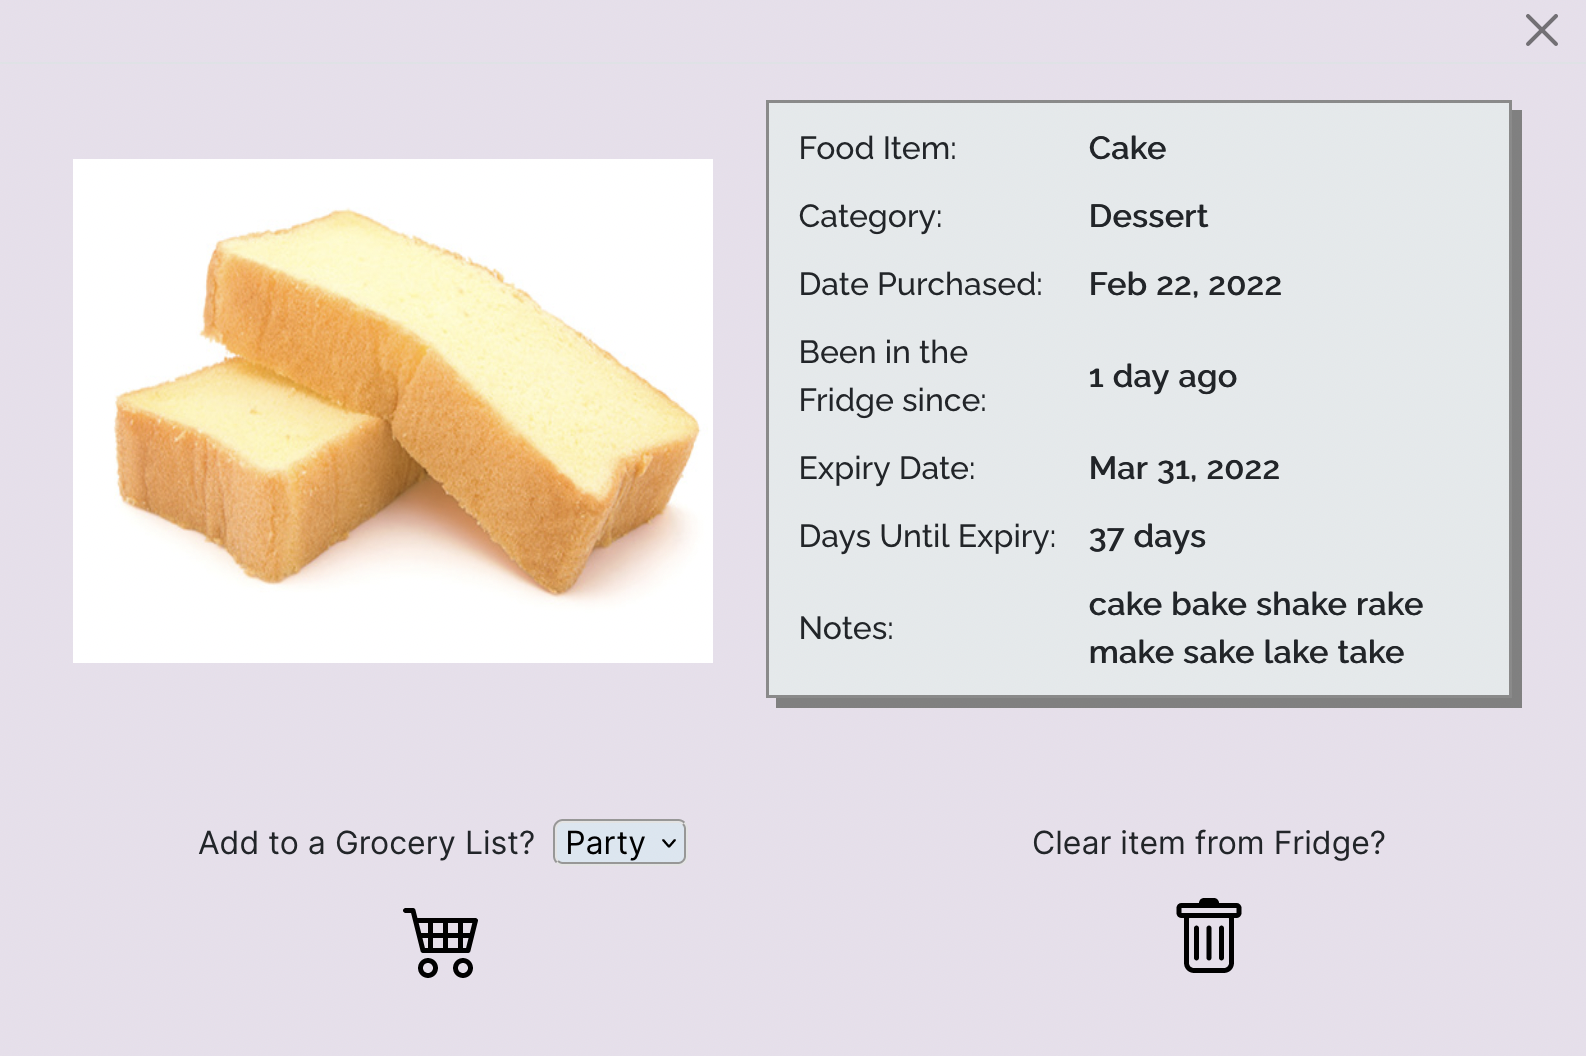 Food Item: Cake
Category: Dessert
Date Purchased: Feb 22, 2022
Been in the
Fridge since: 1 day ago
Expiry Date: Mar 31, 2022
Days Until Expiry: 37 days
Notes: cake bake shake rake
make sake lake take
Add to a Grocery List? Party
Clear item from Fridge?